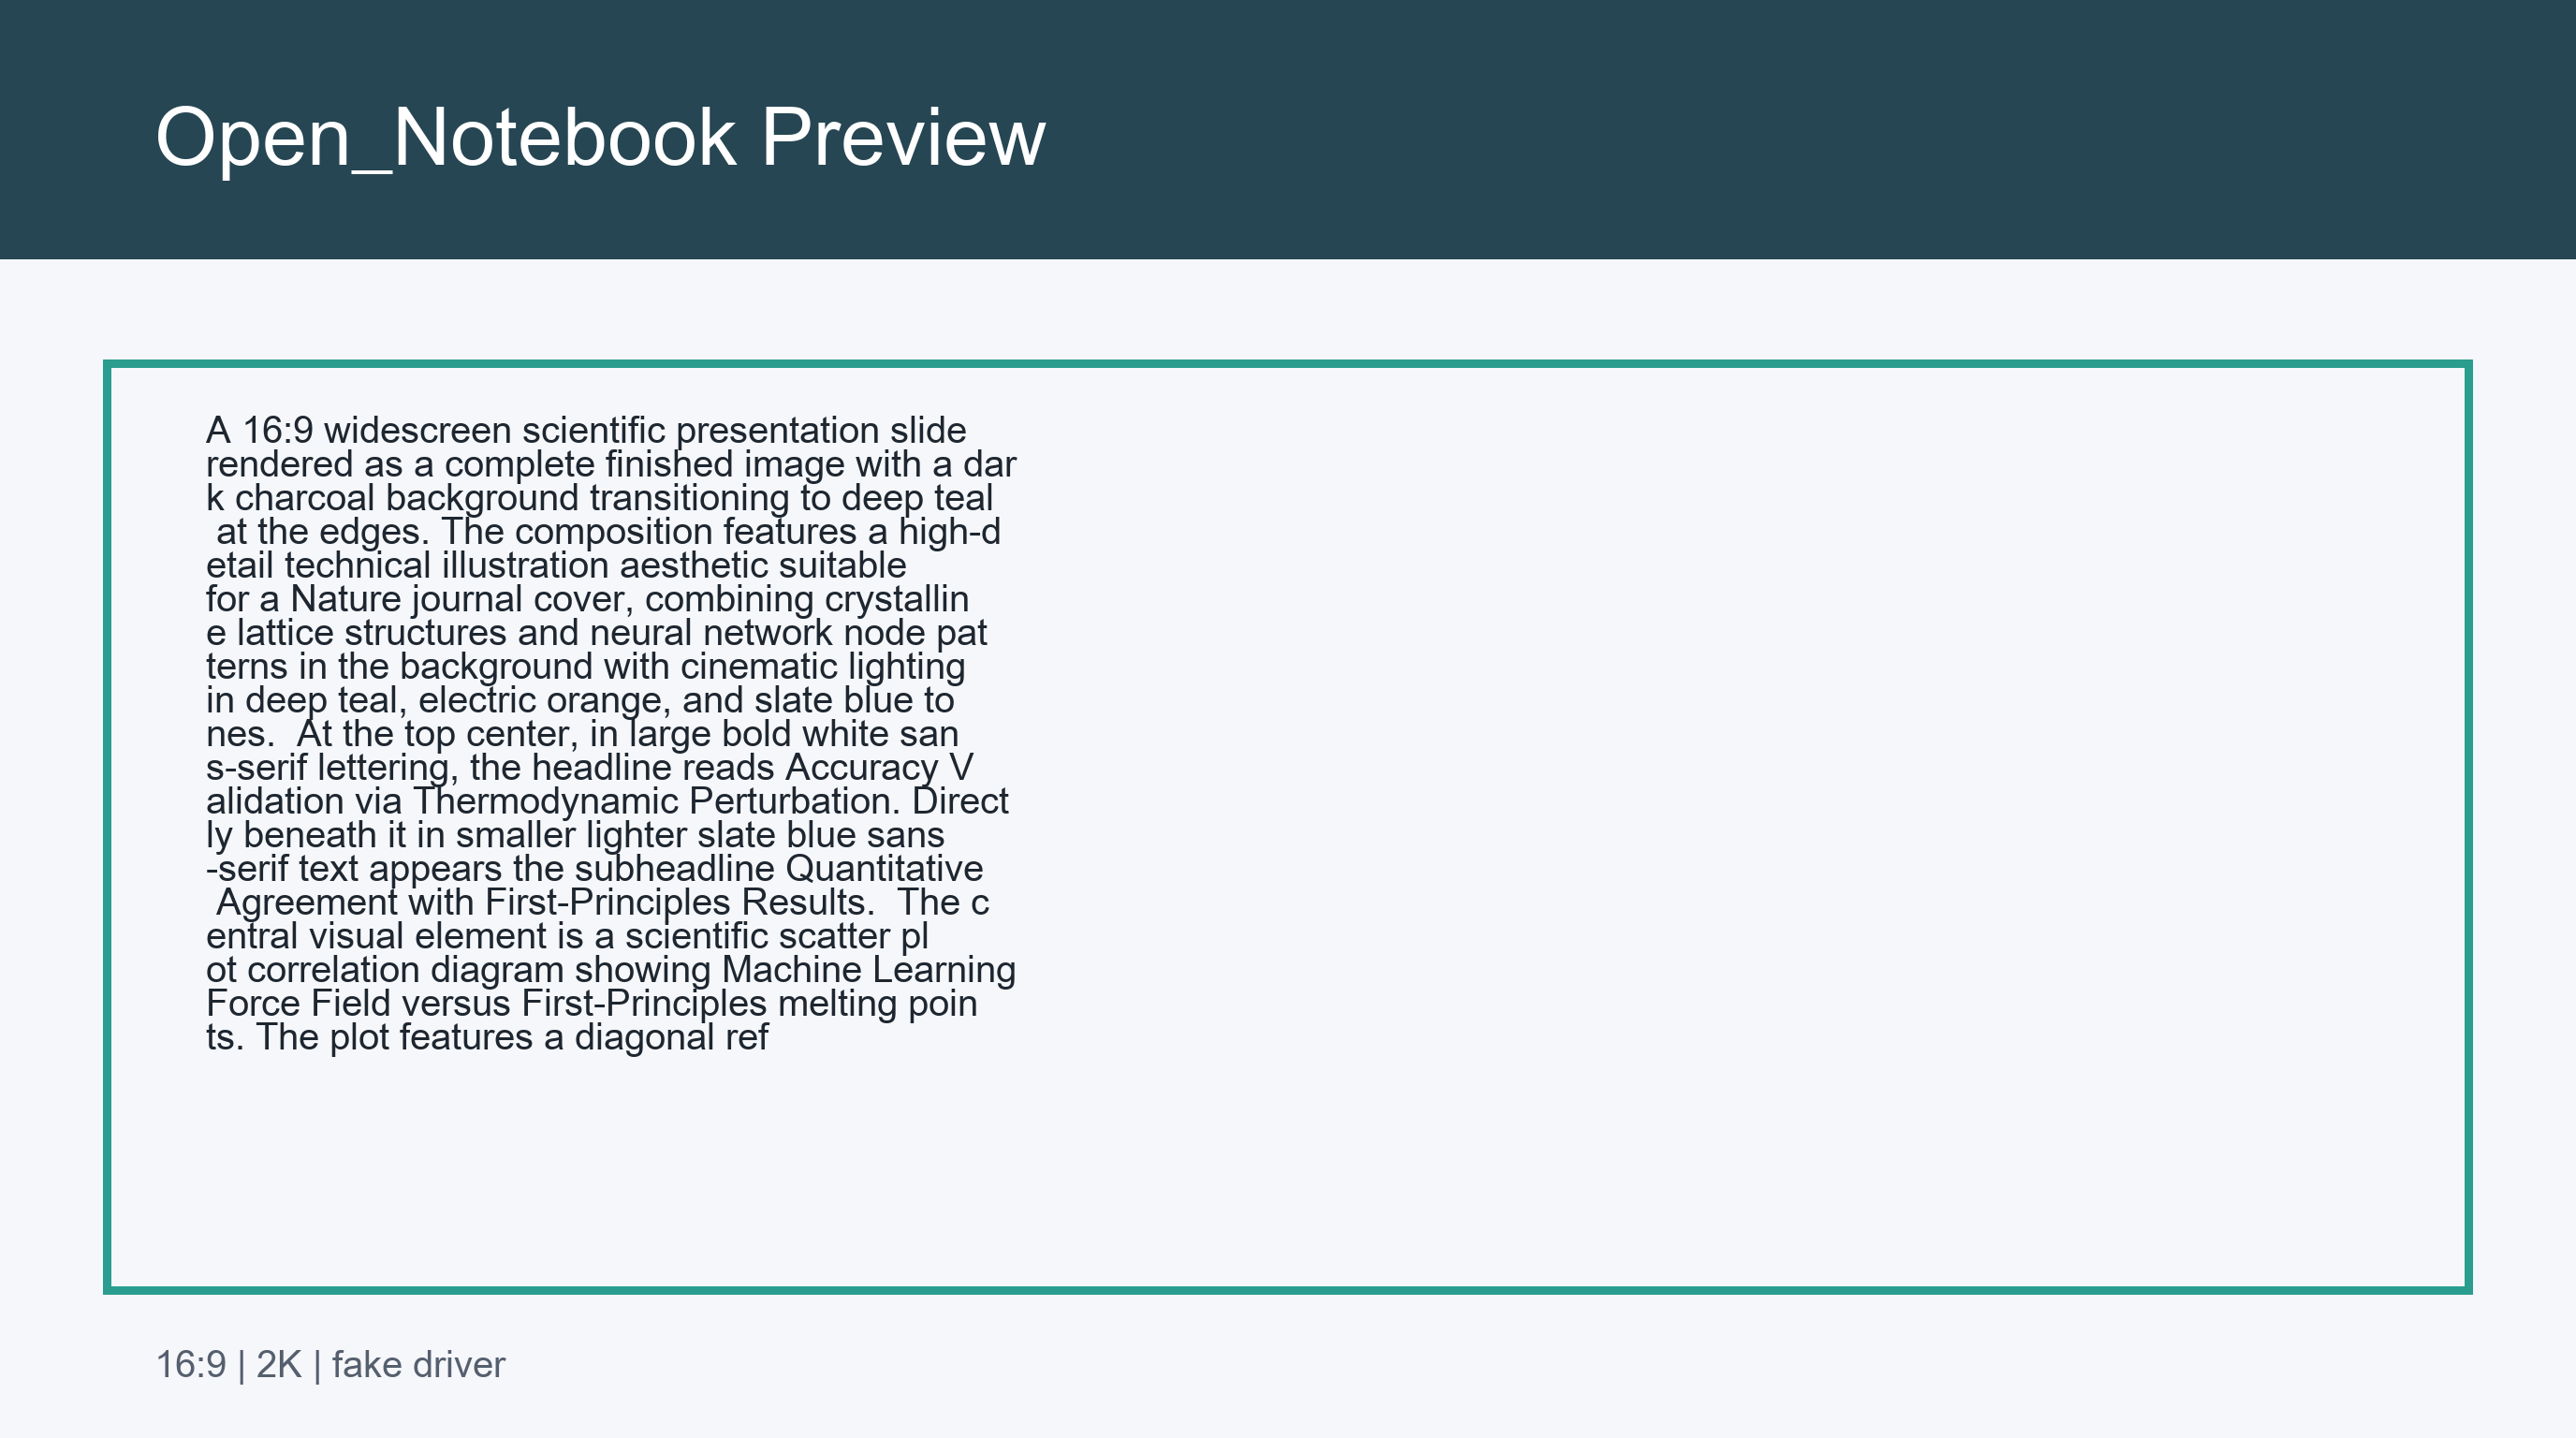 Open_Notebook Preview
A 16:9 widescreen scientific presentation slide
rendered as a complete finished image with a dar
k charcoal background transitioning to deep teal
 at the edges. The composition features a high-d
etail technical illustration aesthetic suitable
for a Nature journal cover, combining crystallin
e lattice structures and neural network node pat
terns in the background with cinematic lighting
in deep teal, electric orange, and slate blue to
nes.  At the top center, in large bold white san
s-serif lettering, the headline reads Accuracy V
alidation via Thermodynamic Perturbation. Direct
ly beneath it in smaller lighter slate blue sans
-serif text appears the subheadline Quantitative
 Agreement with First-Principles Results.  The c
entral visual element is a scientific scatter pl
ot correlation diagram showing Machine Learning
Force Field versus First-Principles melting poin
ts. The plot features a diagonal ref
16:9 | 2K | fake driver